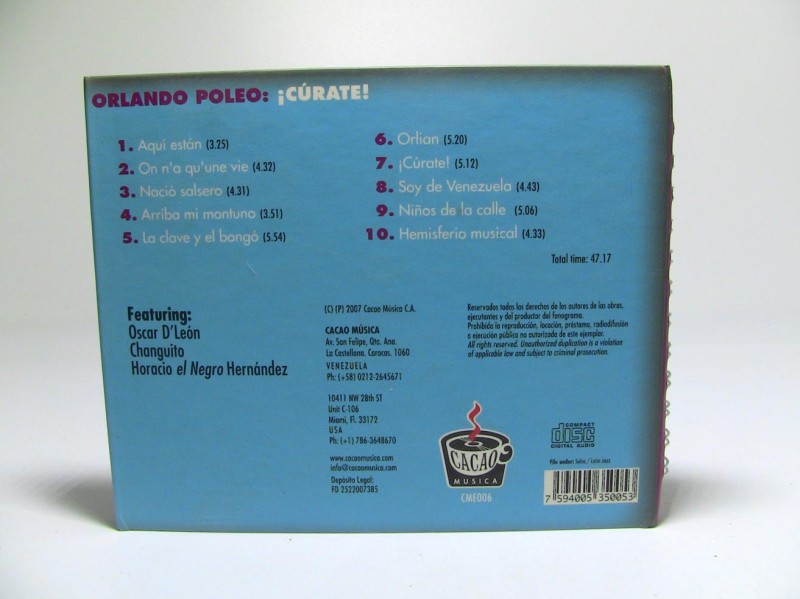 ORLANDO POLEO: ¡CÚRATE!
1. Aquí están (3.25)
2. On n'a qu'une vie (4.32)
3. Nació salsero (4.31)
4. Arriba mi montuno (3.51)
5. La clave y el bongó (5.54)
6. Orlian (5.20)
7. ¡Cúrate! (5.12)
8. Soy de Venezuela (4.43)
9. Niños de la calle (5.06)
10. Hemisferio musical (4.33)
Total time: 47.17
Featuring:
Oscar D'León
Changuito
Horacio el Negro Hernández
(C) (P) 2007 Cacao Música C.A.
CACAO MÚSICA
Av. San Felipe, Qta. Ana.
La Castellana. Caracas. 1060
VENEZUELA
Ph: (+58) 0212-2645671
10411 NW 28th ST
Unit C-106
Miami, Fl. 33172
USA
Ph: (+1) 786-3648670
www.cacaomusica.com
info@cacaomusica.com
Depósito Legal:
FD 2522007385
Reservados todos los derechos de los autores de las obras,
ejecutantes y del productor del fonograma.
Prohibida la reproducción, locación, préstamo, radiodifusión
o ejecución pública no autorizada de este ejemplar.
All rights reserved. Unauthorized duplication is a violation
of applicable law and subject to criminal prosecution.
CACAO
MUSICA
CME006
COMPACT
disc
DIGITAL AUDIO
File under: Salsa / Latin Jazz
7 594005 350053